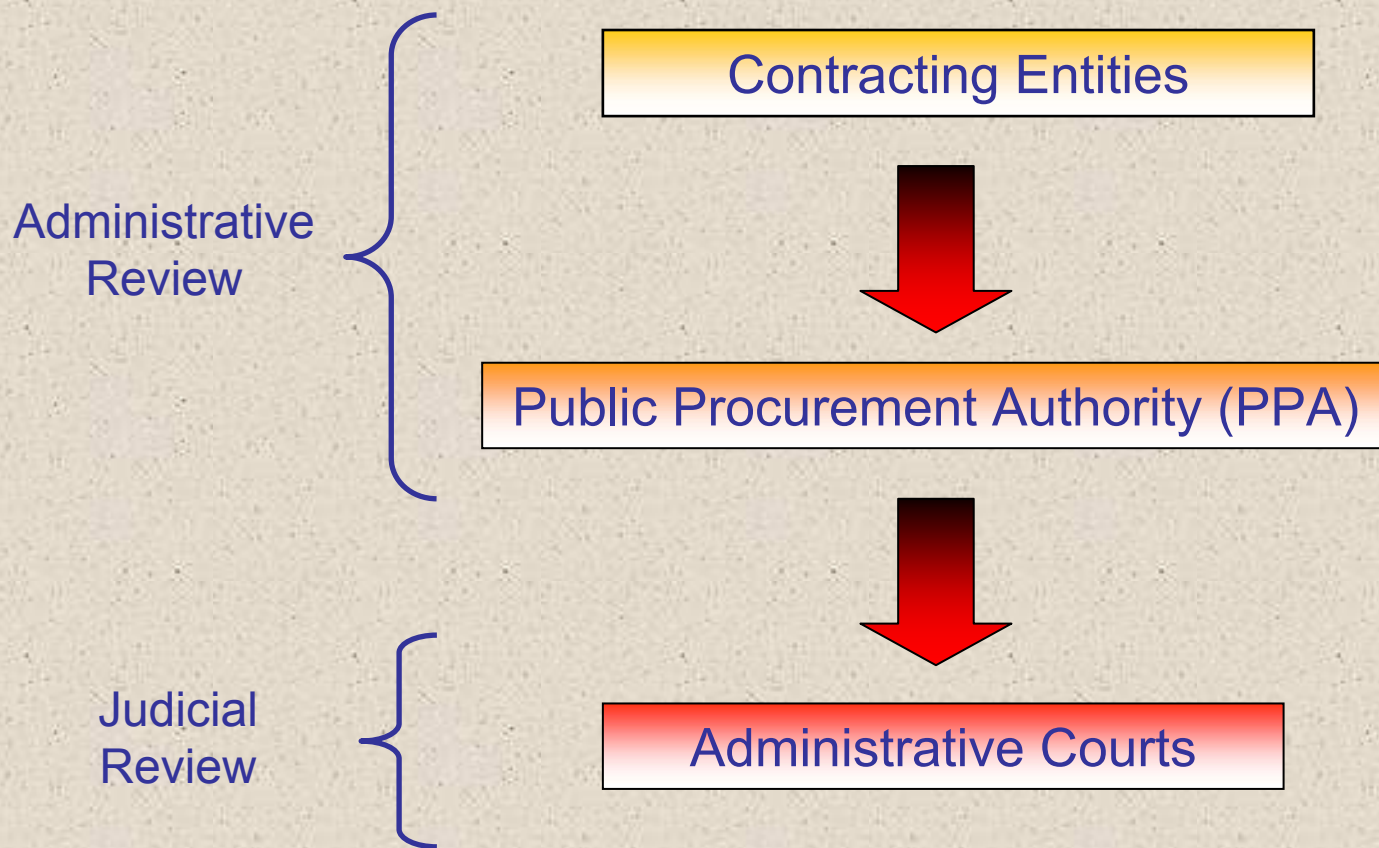 Contracting Entities
Administrative
Review
Public Procurement Authority (PPA)
Judicial
Review
Administrative Courts